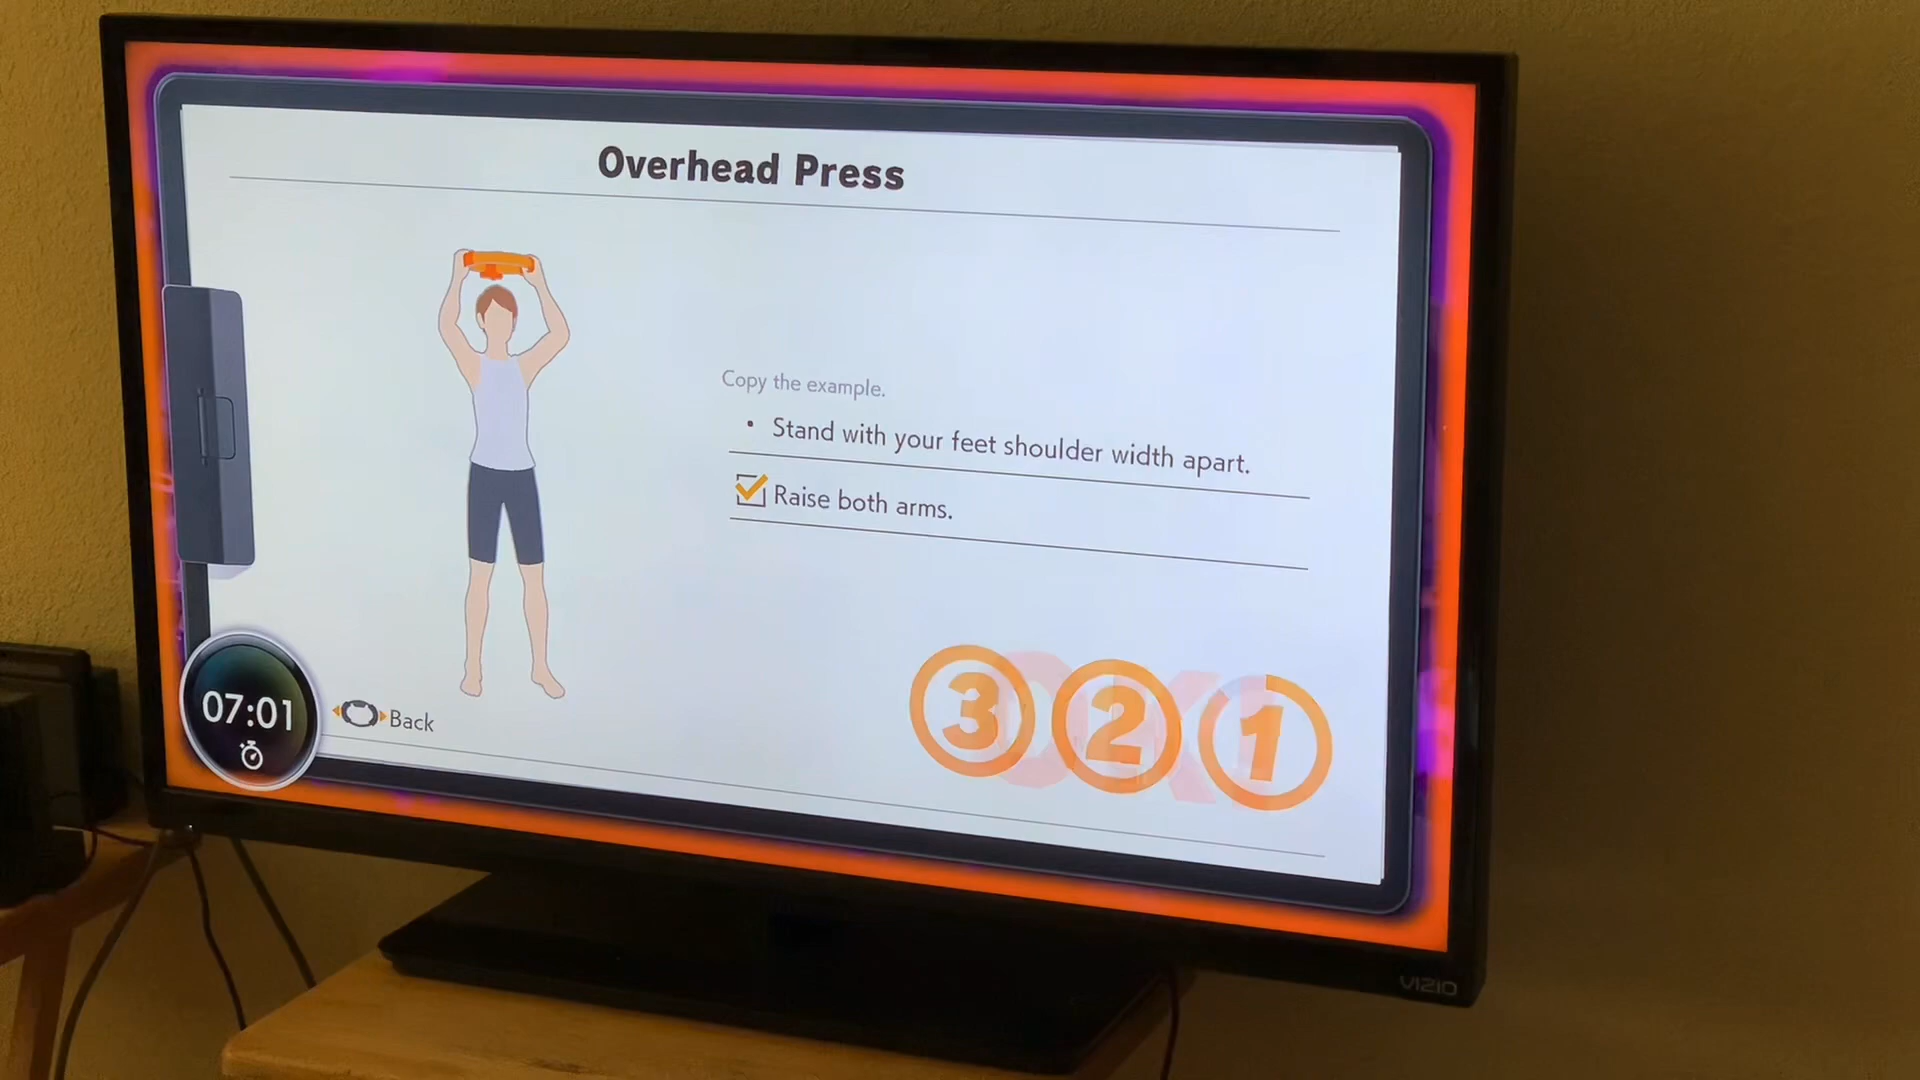 Overhead Press
Copy the example.
• Stand with your feet shoulder width apart.
Raise both arms.
07:01
Back
3 2 1
OK!
VIZIO